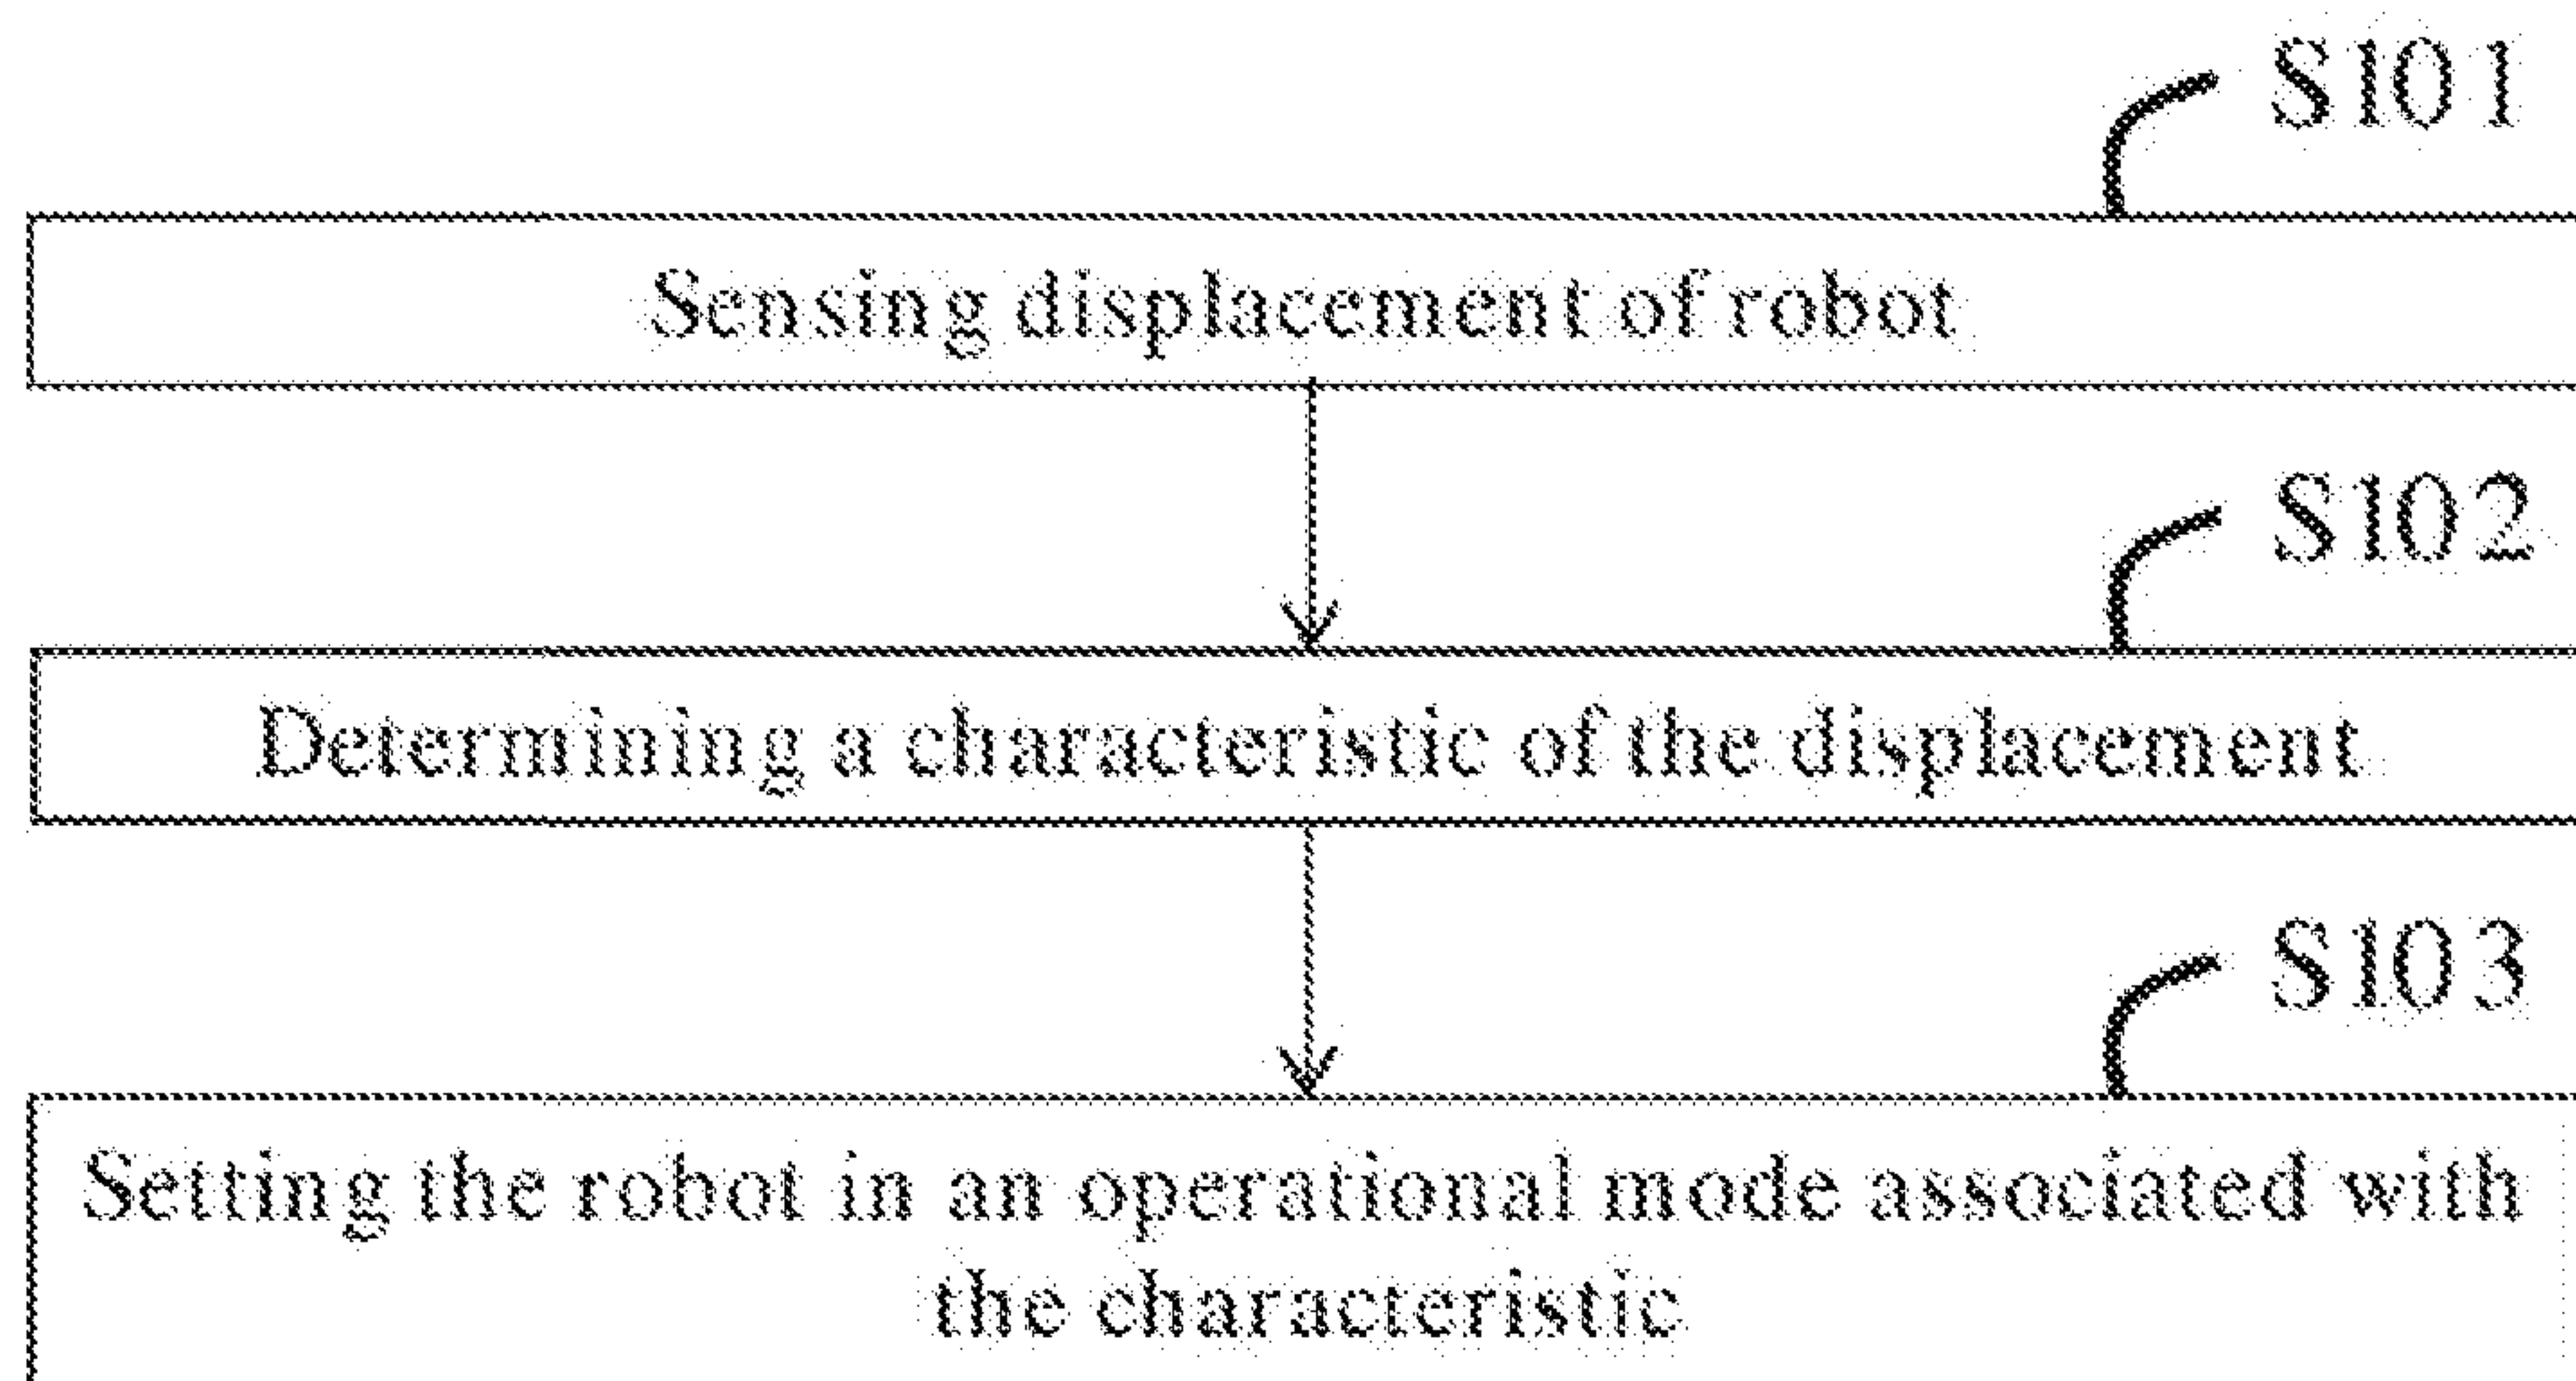 S101
Sensing displacement of robot
S102
Determining a characteristic of the displacement
S103
Setting the robot in an operational mode associated with
the characteristic